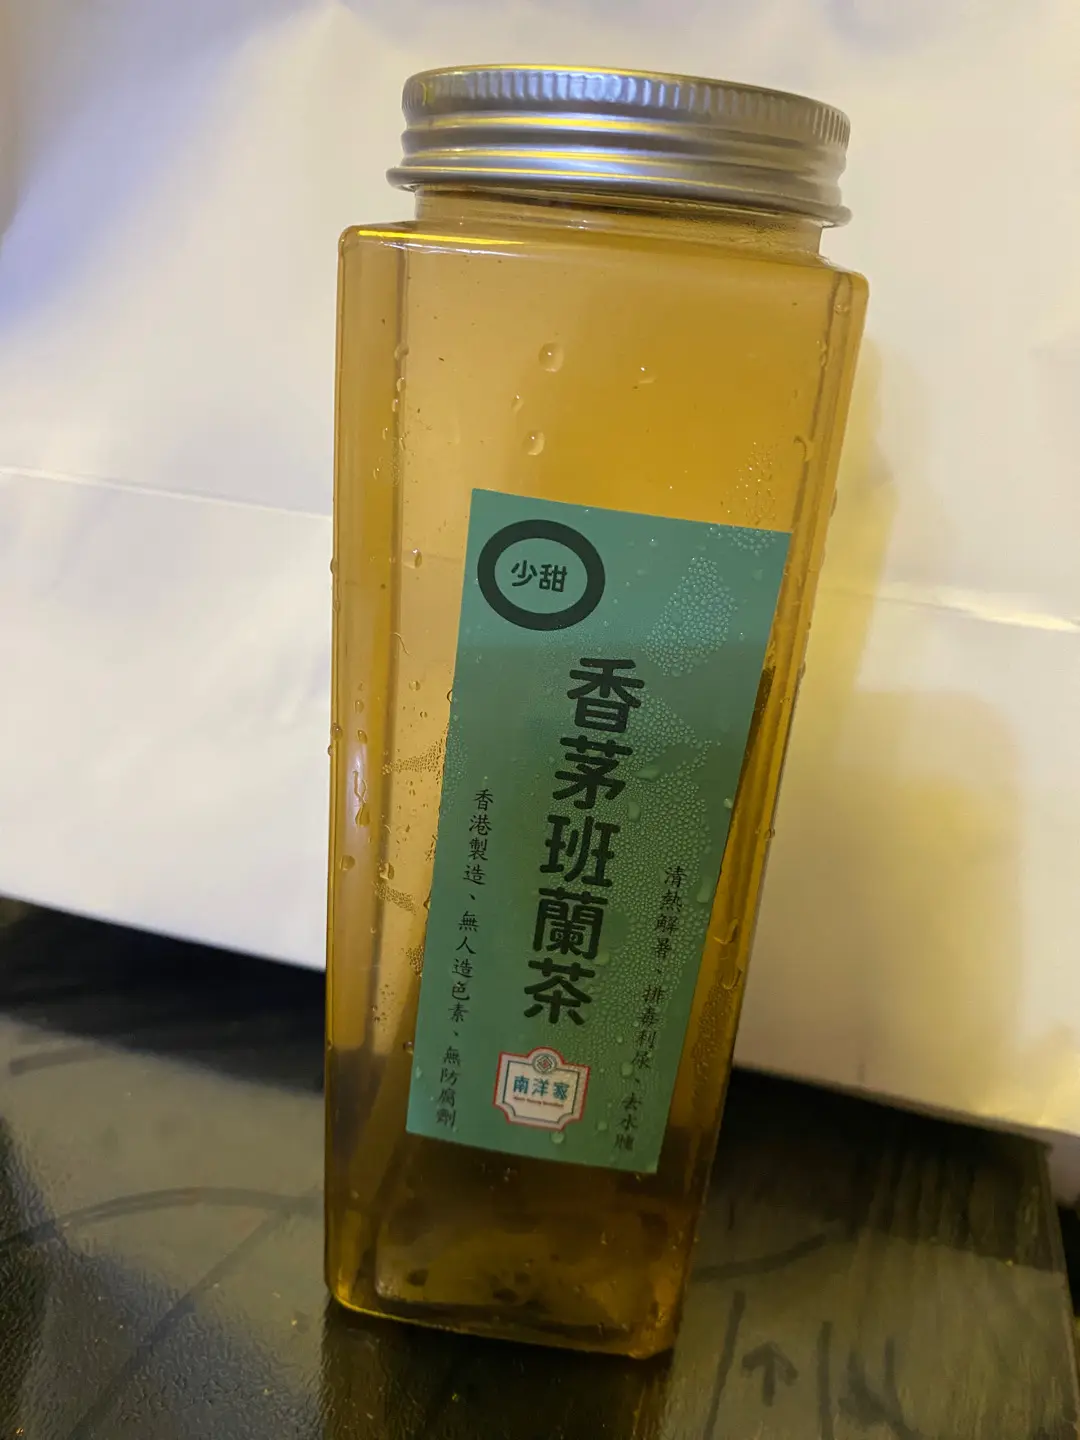 少甜
香茅班蘭茶
清熱解暑、排毒利尿、去水腫
香港製造、無人造色素、無防腐劑
南洋家